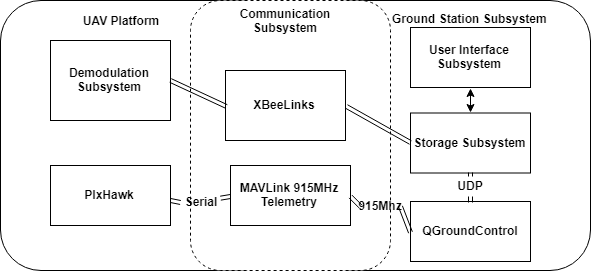 UAV Platform
Communication
Subsystem
Ground Station Subsystem
Demodulation
Subsystem
XBeeLinks
User Interface
Subsystem
Storage Subsystem
PIxHawk
Serial
MAVLink 915MHz
Telemetry
915Mhz
UDP
QGroundControl